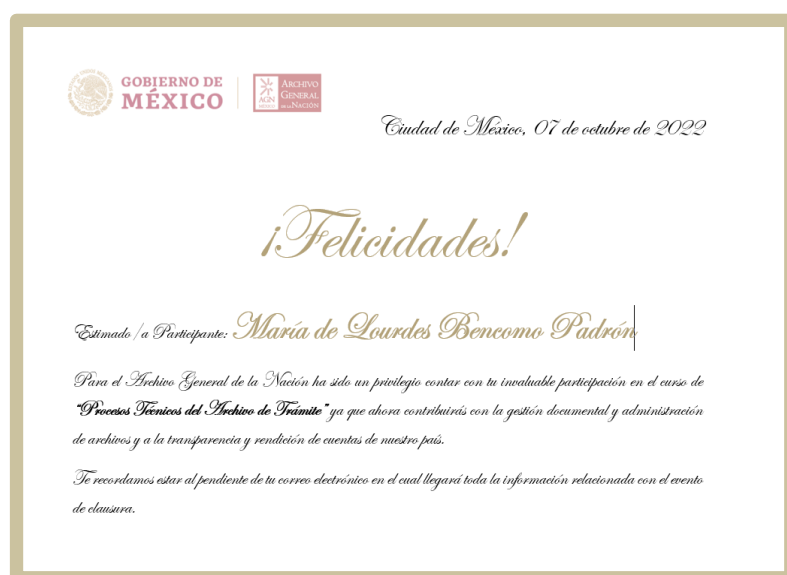 GOBIERNO DE
MÉXICO
AGN
MÉXICO
ARCHIVO
GENERAL
DE LA NACIÓN
Ciudad de México, 07 de octubre de 2022
¡Felicidades!
Estimado /a Participante: María de Lourdes Bencomo Padrón
Para el Archivo General de la Nación ha sido un privilegio contar con tu invaluable participación en el curso de
"Procesos Técnicos del Archivo de Trámite" ya que ahora contribuirás con la gestión documental y administración
de archivos y a la transparencia y rendición de cuentas de nuestro país.
Te recordamos estar al pendiente de tu correo electrónico en el cual llegará toda la información relacionada con el evento
de clausura.